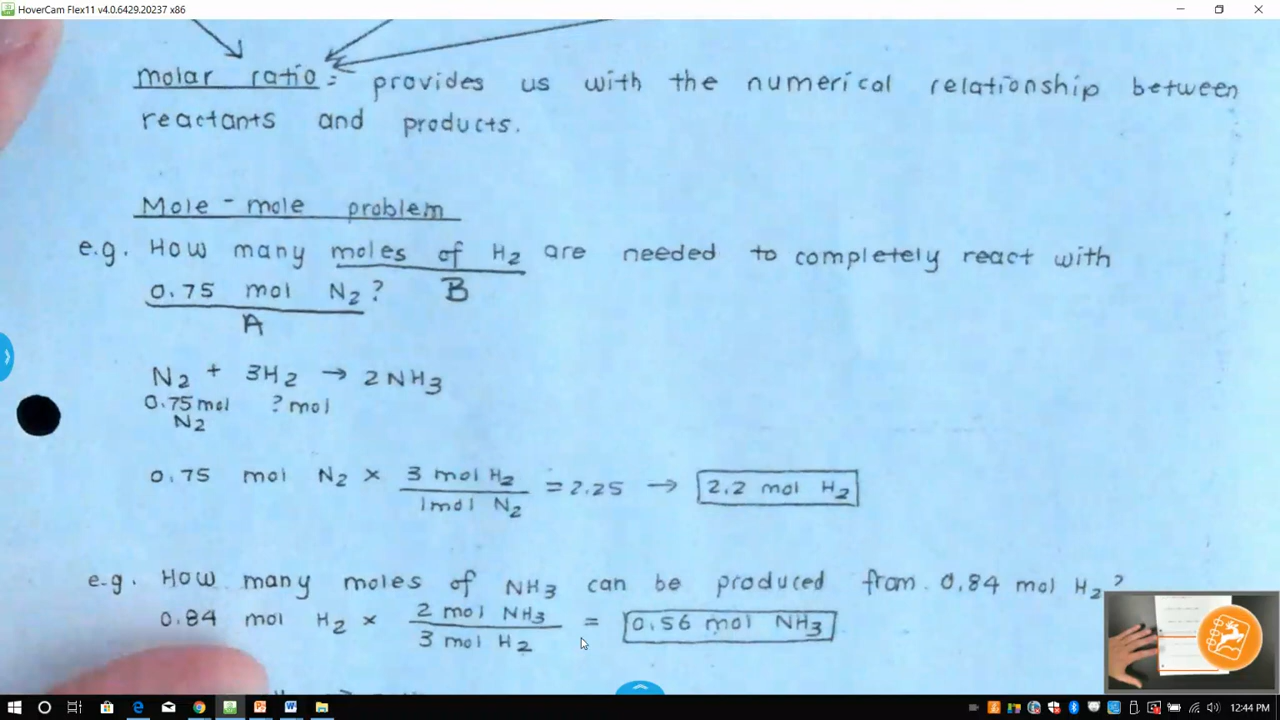 HoverCam Flex11 v4.0.6429.20237 x86
molar ratio = provides us with the numerical relationship between
reactants and products.
Mole - mole problem
e.g. How many moles of H2 are needed to completely react with
0.75 mol N2? B
A
N2 + 3H2 → 2NH3
0.75mol ? mol
N2
0.75 mol N2 × 3 mol H2 / 1mol N2 = 2.25 → 2.2 mol H2
e.g. How many moles of NH3 can be produced from 0.84 mol H2?
0.84 mol H2 × 2 mol NH3 / 3 mol H2 = 0.56 mol NH3
12:44 PM